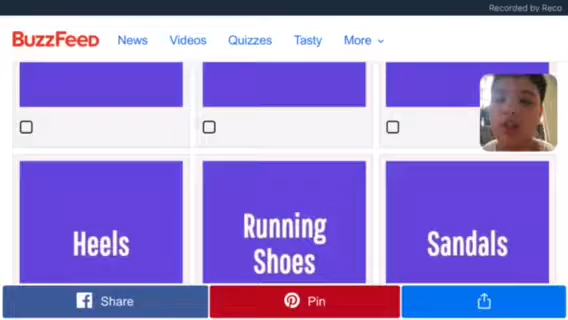 Recorded by Reco
BuzzFeed
News Videos Quizzes Tasty More
Heels
Running
Shoes
Sandals
Share
Pin